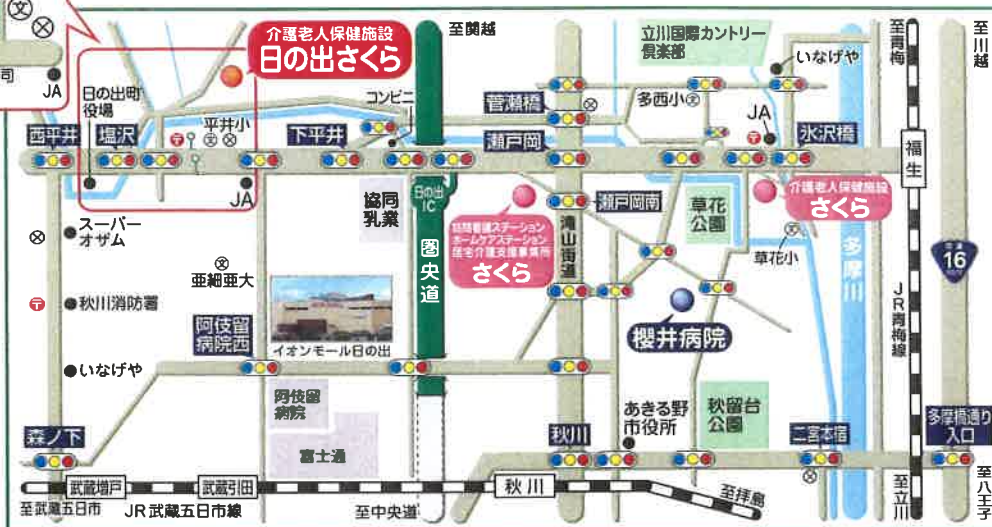 司
JA
介護老人保健施設
日の出さくら
至関越
立川国際カントリー
倶楽部
いなげや
至青梅
至川越
日の出町
役場
コンビニ
菅瀬橋
多西小
JA
西平井
塩沢
平井小
下平井
瀬戸岡
氷沢橋
福生
日の出
IC
JA
協同
乳業
瀬戸岡南
介護老人保健施設
さくら
訪問看護ステーション
ホームケアステーション
居宅介護支援事業所
さくら
草花
公園
草花小
多摩川
16
スーパー
オザム
亜細亜大
圏央道
滝山街道
JR青梅線
秋川消防署
阿伎留
病院西
イオンモール日の出
櫻井病院
いなげや
阿伎留
病院
富士通
あきる野
市役所
秋留台
公園
森ノ下
秋川
二宮本宿
多摩橋通り
入口
武蔵増戸
武蔵引田
秋川
至武蔵五日市
JR武蔵五日市線
至中央道
至拝島
至立川
至八王子